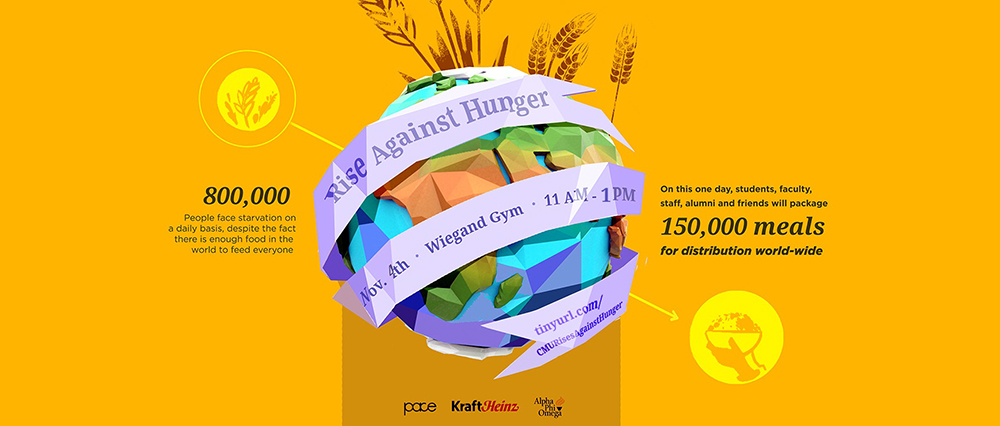 Rise Against Hunger
800,000
People face starvation on
a daily basis, despite the fact
there is enough food in the
world to feed everyone
Nov. 4th · Wiegand Gym · 11 AM - 1 PM
On this one day, students, faculty,
staff, alumni and friends will package
150,000 meals
for distribution world-wide
tinyurl.com/
CMURisesAgainstHunger
pace
KraftHeinz
Alpha
Phi
Omega